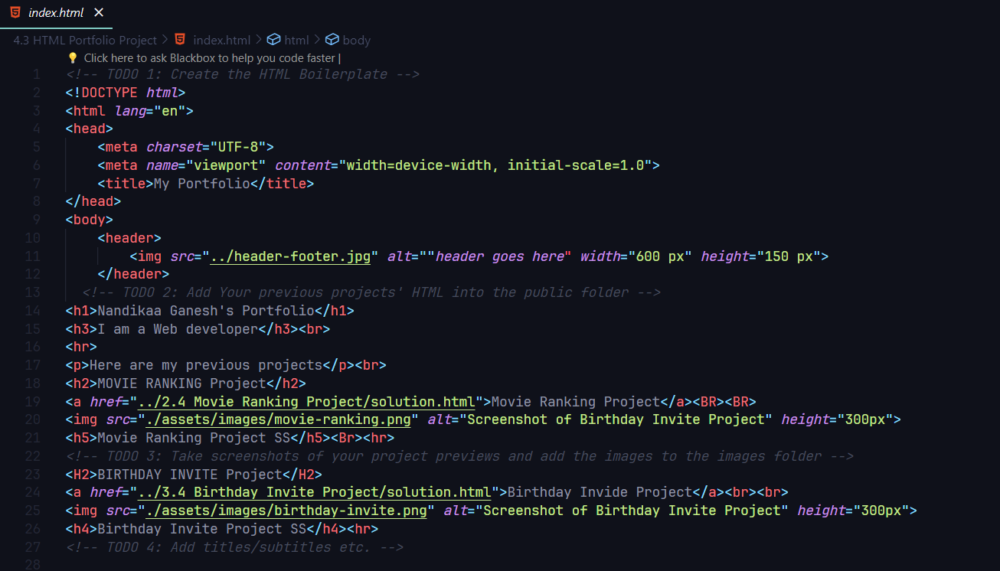 index.html ×
4.3 HTML Portfolio Project > index.html > html > body
Click here to ask Blackbox to help you code faster |
1 <!-- TODO 1: Create the HTML Boilerplate -->
2 <!DOCTYPE html>
3 <html lang="en">
4 <head>
5 <meta charset="UTF-8">
6 <meta name="viewport" content="width=device-width, initial-scale=1.0">
7 <title>My Portfolio</title>
8 </head>
9 <body>
10 <header>
11 <img src="../header-footer.jpg" alt=""header goes here" width="600 px" height="150 px">
12 </header>
13 <!-- TODO 2: Add Your previous projects' HTML into the public folder -->
14 <h1>Nandikaa Ganesh's Portfolio</h1>
15 <h3>I am a Web developer</h3><br>
16 <hr>
17 <p>Here are my previous projects</p><br>
18 <h2>MOVIE RANKING Project</h2>
19 <a href="../2.4 Movie Ranking Project/solution.html">Movie Ranking Project</a><BR><BR>
20 <img src="./assets/images/movie-ranking.png" alt="Screenshot of Birthday Invite Project" height="300px">
21 <h5>Movie Ranking Project SS</h5><Br><hr>
22 <!-- TODO 3: Take screenshots of your project previews and add the images to the images folder -->
23 <H2>BIRTHDAY INVITE Project</H2>
24 <a href="../3.4 Birthday Invite Project/solution.html">Birthday Invide Project</a><br><br>
25 <img src="./assets/images/birthday-invite.png" alt="Screenshot of Birthday Invite Project" height="300px">
26 <h4>Birthday Invite Project SS</h4><hr>
27 <!-- TODO 4: Add titles/subtitles etc. -->
28